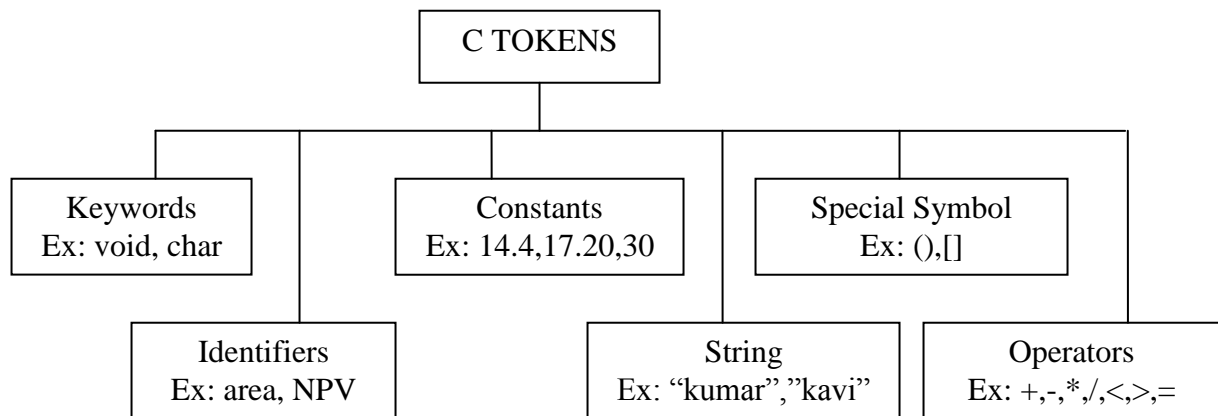 C TOKENS
Keywords
Ex: void, char
Constants
Ex: 14.4,17.20,30
Special Symbol
Ex: (),[]
Identifiers
Ex: area, NPV
String
Ex: “kumar”,”kavi”
Operators
Ex: +,-,*,/,<,>,=